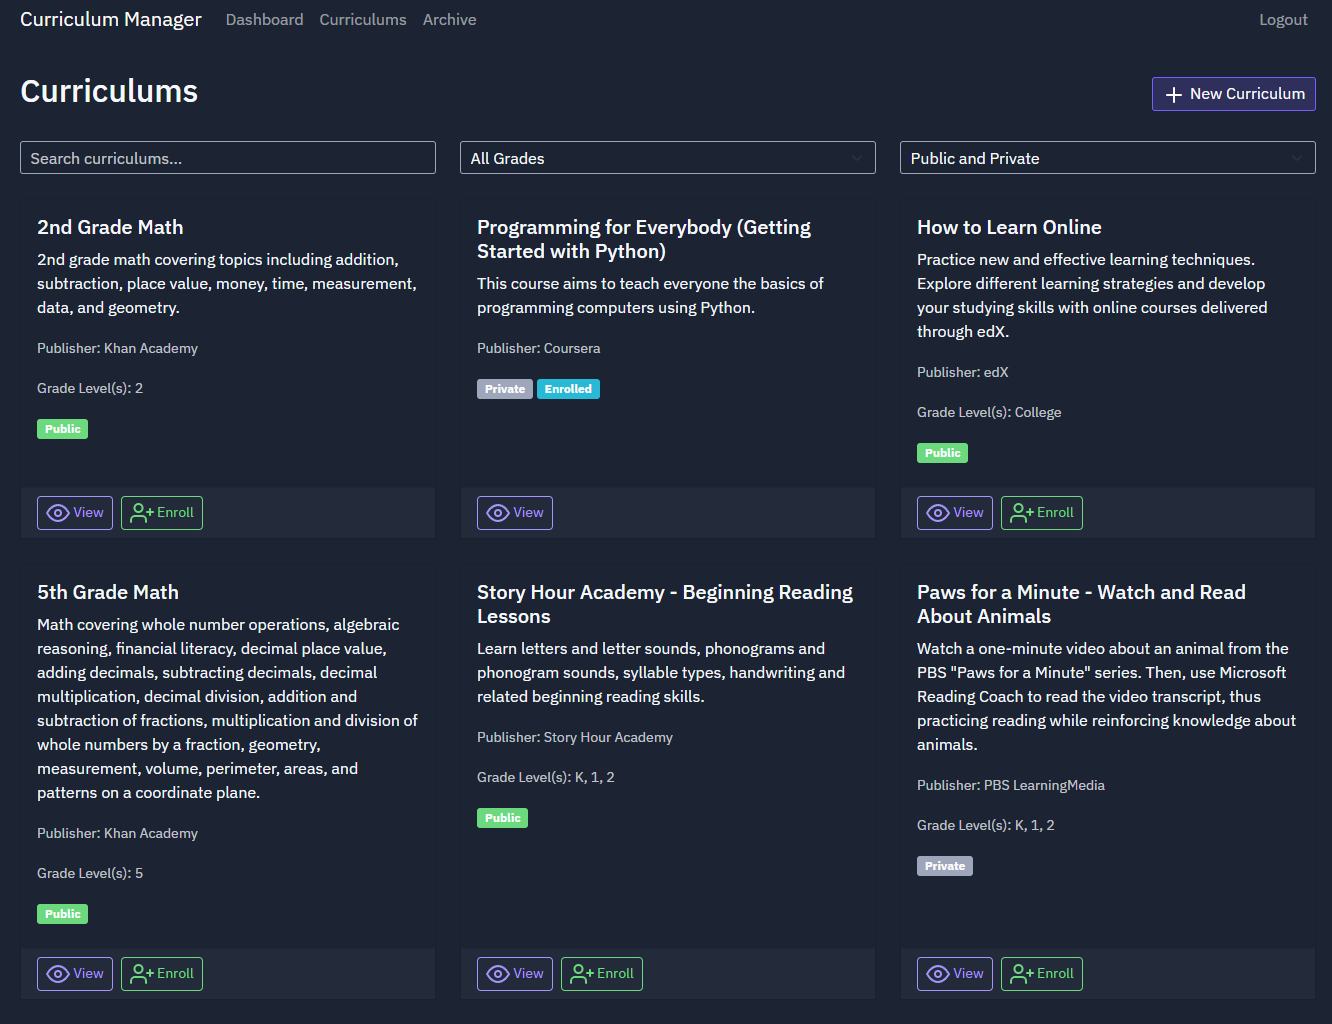 Curriculum Manager Dashboard Curriculums Archive Logout
Curriculums
New Curriculum
Search curriculums...
All Grades
Public and Private
2nd Grade Math
2nd grade math covering topics including addition,
subtraction, place value, money, time, measurement,
data, and geometry.
Publisher: Khan Academy
Grade Level(s): 2
Public
View Enroll
Programming for Everybody (Getting
Started with Python)
This course aims to teach everyone the basics of
programming computers using Python.
Publisher: Coursera
Private Enrolled
View
How to Learn Online
Practice new and effective learning techniques.
Explore different learning strategies and develop
your studying skills with online courses delivered
through edX.
Publisher: edX
Grade Level(s): College
Public
View Enroll
5th Grade Math
Math covering whole number operations, algebraic
reasoning, financial literacy, decimal place value,
adding decimals, subtracting decimals, decimal
multiplication, decimal division, addition and
subtraction of fractions, multiplication and division of
whole numbers by a fraction, geometry,
measurement, volume, perimeter, areas, and
patterns on a coordinate plane.
Publisher: Khan Academy
Grade Level(s): 5
Public
View Enroll
Story Hour Academy - Beginning Reading
Lessons
Learn letters and letter sounds, phonograms and
phonogram sounds, syllable types, handwriting and
related beginning reading skills.
Publisher: Story Hour Academy
Grade Level(s): K, 1, 2
Public
View Enroll
Paws for a Minute - Watch and Read
About Animals
Watch a one-minute video about an animal from the
PBS "Paws for a Minute" series. Then, use Microsoft
Reading Coach to read the video transcript, thus
practicing reading while reinforcing knowledge about
animals.
Publisher: PBS LearningMedia
Grade Level(s): K, 1, 2
Private
View Enroll